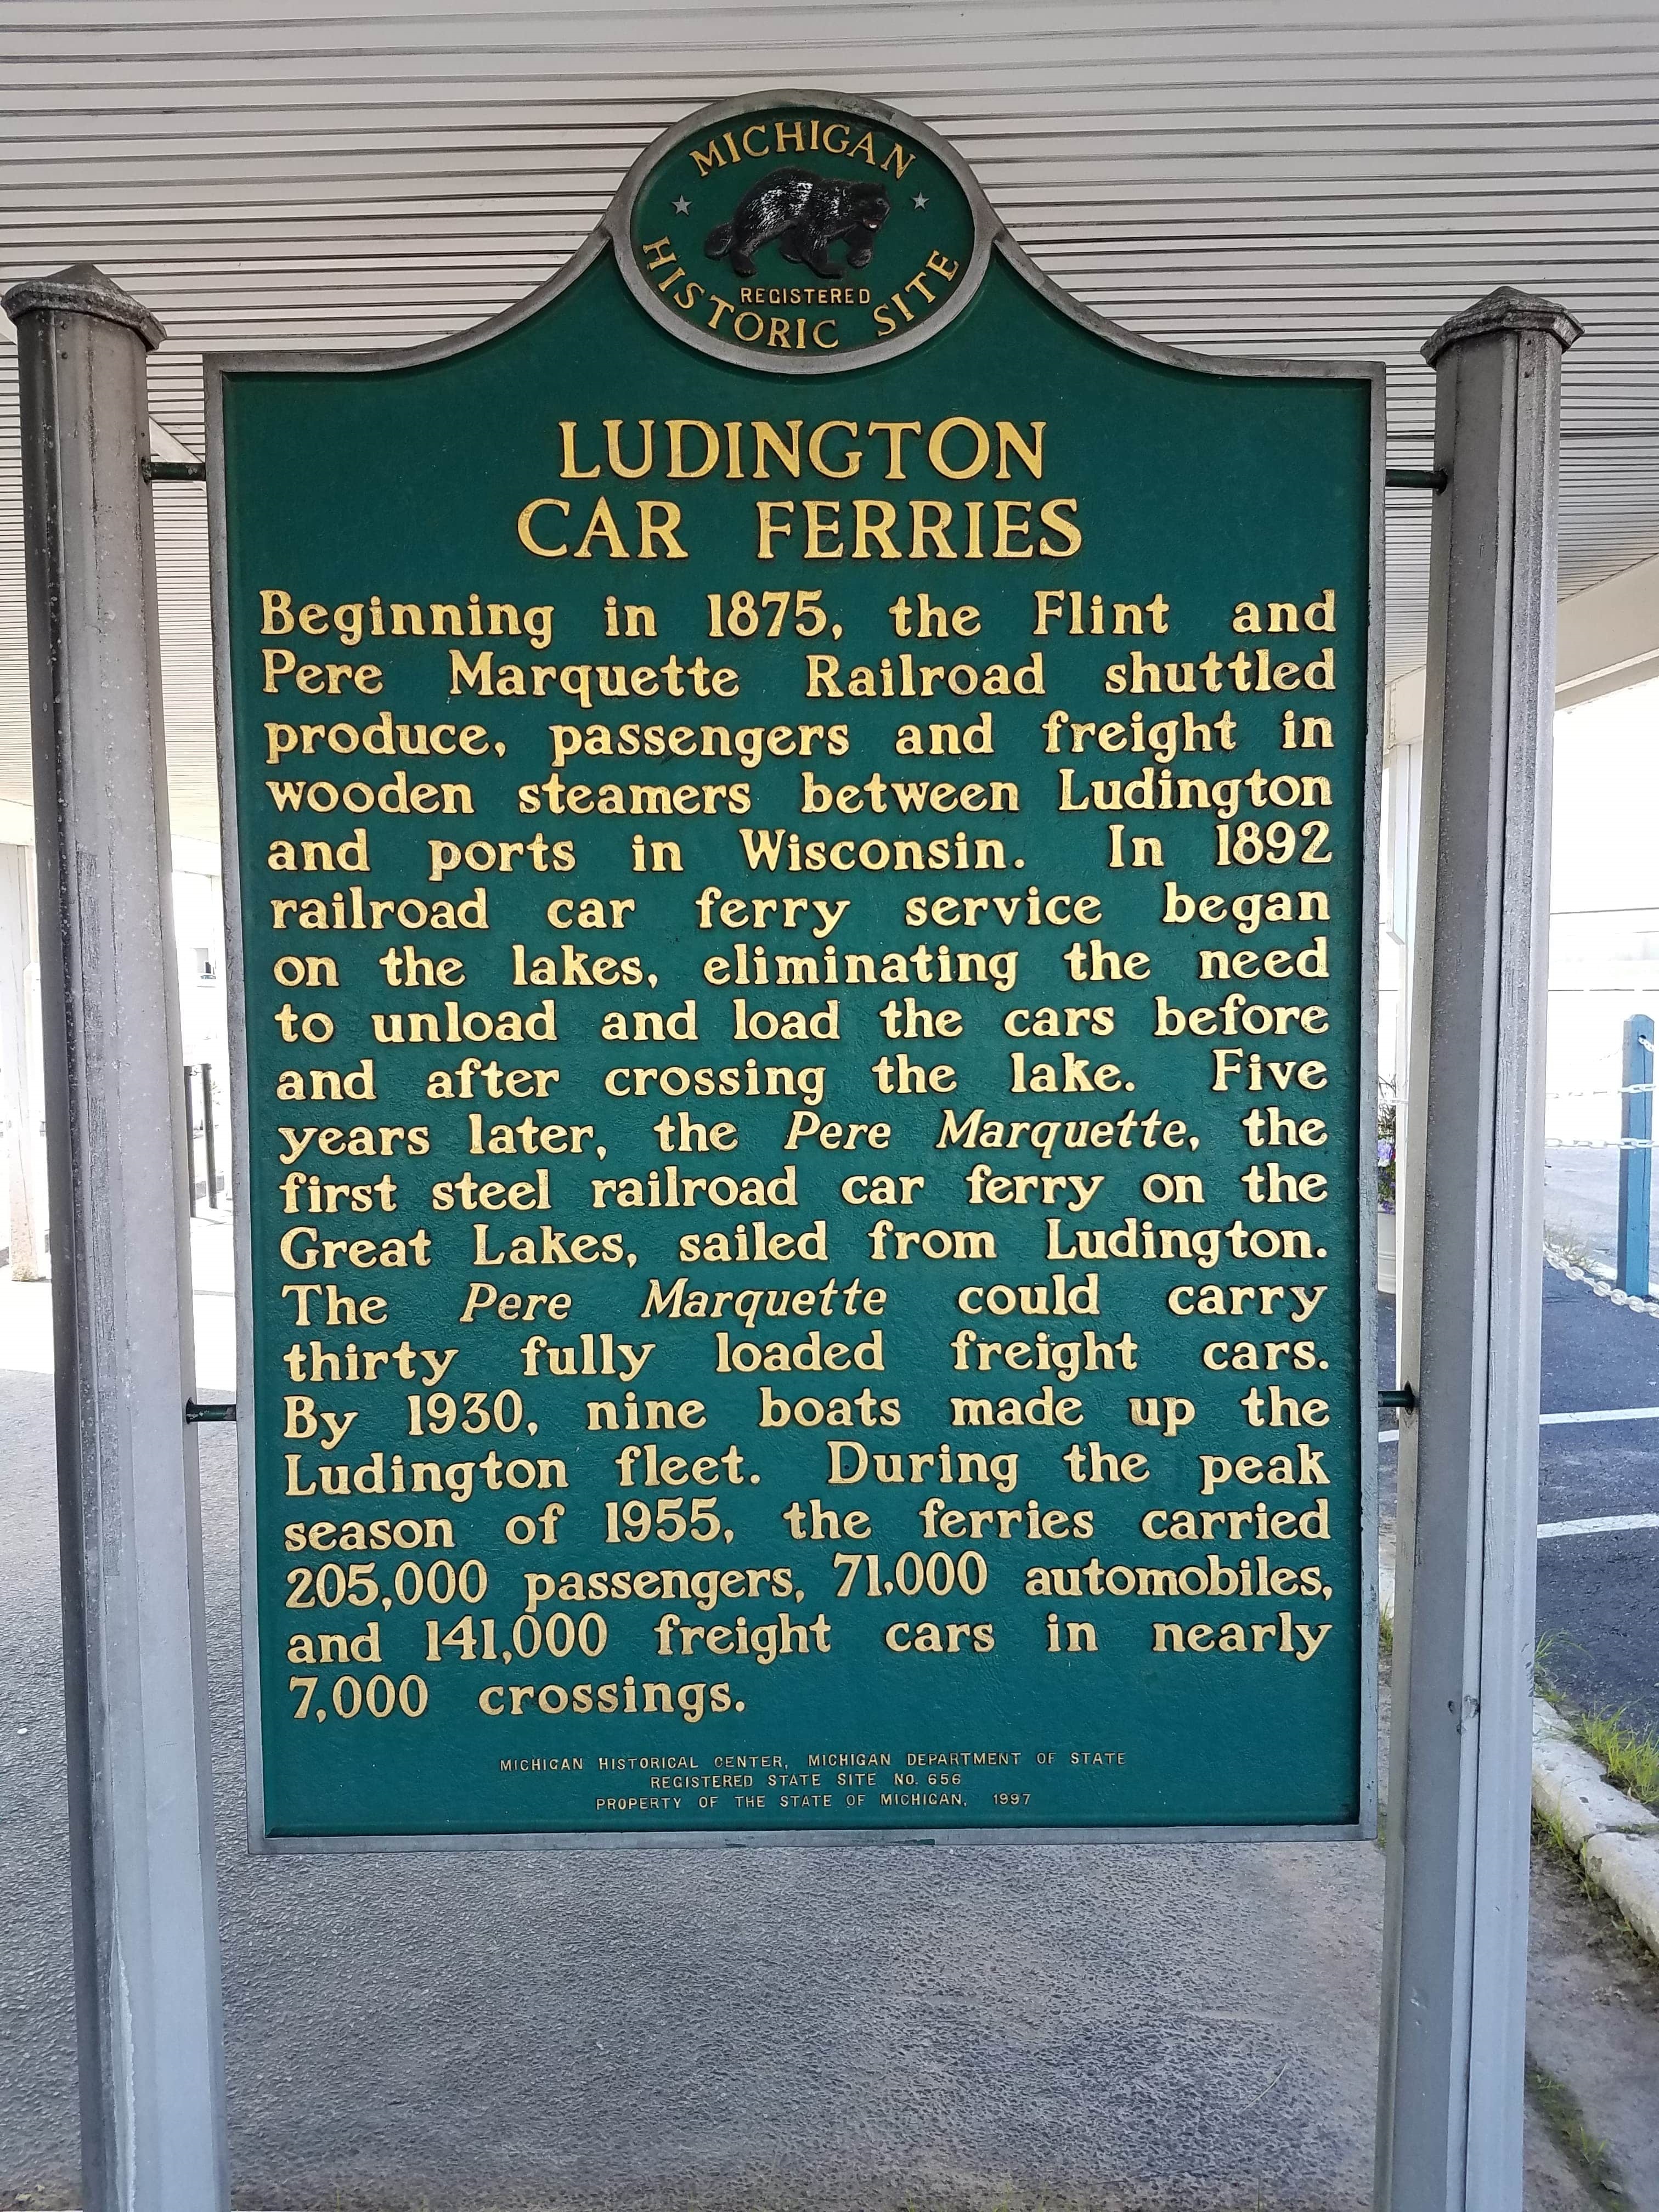 MICHIGAN
REGISTERED
HISTORIC SITE
LUDINGTON
CAR FERRIES
Beginning in 1875, the Flint and
Pere Marquette Railroad shuttled
produce, passengers and freight in
wooden steamers between Ludington
and ports in Wisconsin. In 1892
railroad car ferry service began
on the lakes, eliminating the need
to unload and load the cars before
and after crossing the lake. Five
years later, the Pere Marquette, the
first steel railroad car ferry on the
Great Lakes, sailed from Ludington.
The Pere Marquette could carry
thirty fully loaded freight cars.
By 1930, nine boats made up the
Ludington fleet. During the peak
season of 1955, the ferries carried
205,000 passengers, 71,000 automobiles,
and 141,000 freight cars in nearly
7,000 crossings.
MICHIGAN HISTORICAL CENTER, MICHIGAN DEPARTMENT OF STATE
REGISTERED STATE SITE NO. 656
PROPERTY OF THE STATE OF MICHIGAN, 1997